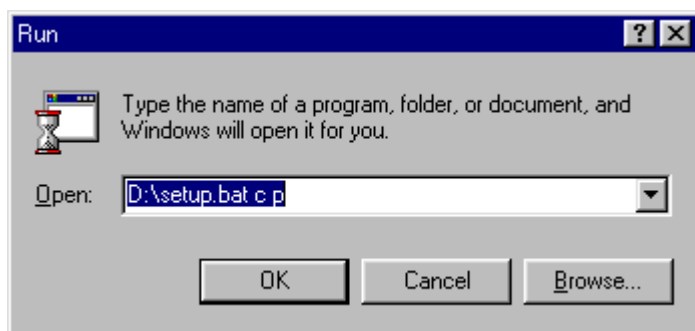 Run
Type the name of a program, folder, or document, and
Windows will open it for you.
Open: D:\setup.bat c p
OK Cancel Browse...